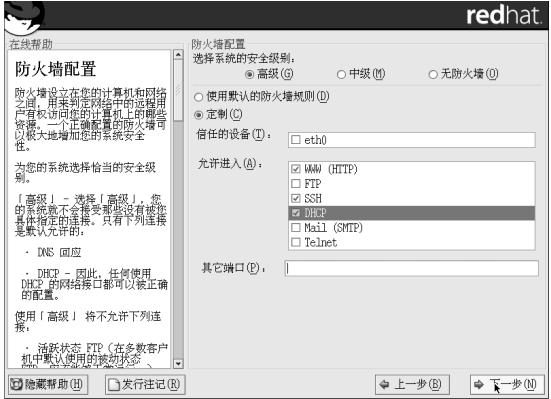 redhat.
在线帮助
防火墙配置
防火墙设立在您的计算机和网络
之间，用来判定网络中的远程用
户有权访问您的计算机上的哪些
资源。一个正确配置的防火墙可
以极大地增加您的系统安全
性。
为您的系统选择恰当的安全级
别。
「高级」 - 选择「高级」，您
的系统就不会接受那些没有被您
具体指定的连接。只有下列连接
是默认允许的：
· DNS 回应
· DHCP - 因此，任何使用
DHCP 的网络接口都可以被正确
的配置。
使用「高级」 将不允许下列连
接：
· 活跃状态 FTP（在多数客户
机中默认使用的被动状态
防火墙配置
选择系统的安全级别：
高级(G) 中级(M) 无防火墙(O)
使用默认的防火墙规则(D)
定制(C)
信任的设备(T)： eth0
允许进入(A)： WWW (HTTP)
FTP
SSH
DHCP
Mail (SMTP)
Telnet
其它端口(P)，
隐藏帮助(H) 发行注记(R) 上一步(B) 下一步(N)